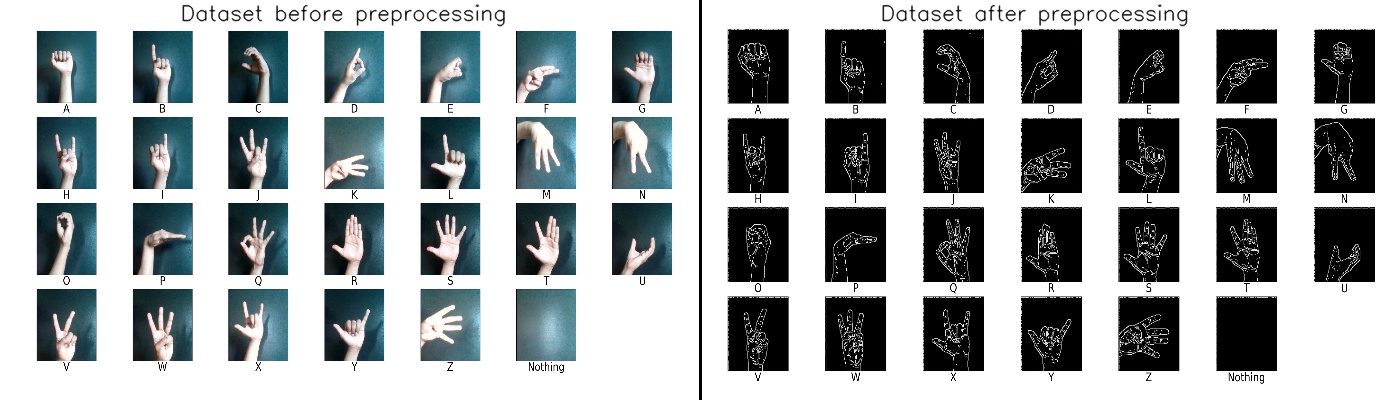 Dataset before preprocessing
A B C D E F G
H I J K L M N
O P Q R S T U
V W X Y Z Nothing
Dataset after preprocessing
A B C D E F G
H I J K L M N
O P Q R S T U
V W X Y Z Nothing